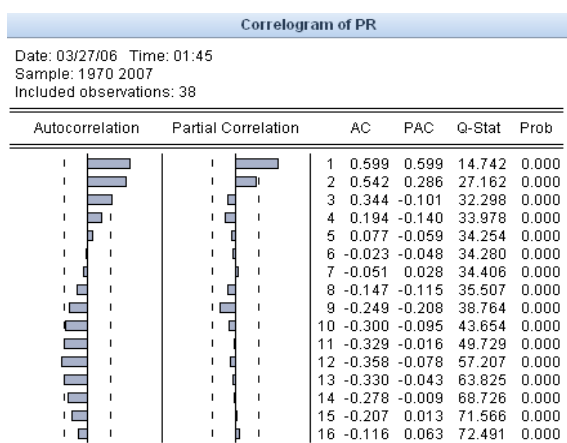 Correlogram of PR
Date: 03/27/06 Time: 01:45
Sample: 1970 2007
Included observations: 38
Autocorrelation Partial Correlation AC PAC Q-Stat Prob
1 0.599 0.599 14.742 0.000
2 0.542 0.286 27.162 0.000
3 0.344 -0.101 32.298 0.000
4 0.194 -0.140 33.978 0.000
5 0.077 -0.059 34.254 0.000
6 -0.023 -0.048 34.280 0.000
7 -0.051 0.028 34.406 0.000
8 -0.147 -0.115 35.507 0.000
9 -0.249 -0.208 38.764 0.000
10 -0.300 -0.095 43.654 0.000
11 -0.329 -0.016 49.729 0.000
12 -0.358 -0.078 57.207 0.000
13 -0.330 -0.043 63.825 0.000
14 -0.278 -0.009 68.726 0.000
15 -0.207 0.013 71.566 0.000
16 -0.116 0.063 72.491 0.000